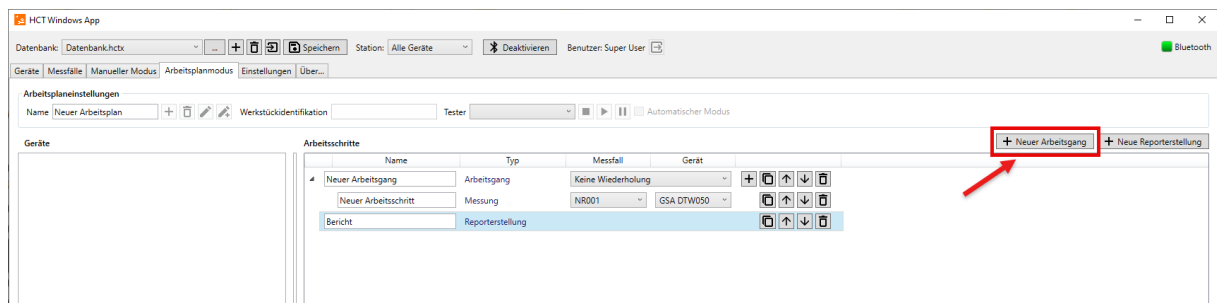 HCT Windows App
Datenbank: Datenbank.hctx ... Speichern Station: Alle Geräte Deaktivieren Benutzer: Super User Bluetooth
Geräte Messfälle Manueller Modus Arbeitsplanmodus Einstellungen Über...
Arbeitsplaneinstellungen
Name Neuer Arbeitsplan Werkstückidentifikation Tester Automatischer Modus
Geräte Arbeitsschritte + Neuer Arbeitsgang + Neue Reporterstellung
Name Typ Messfall Gerät
Neuer Arbeitsgang Arbeitsgang Keine Wiederholung
Neuer Arbeitsschritt Messung NR001 GSA DTW050
Bericht Reporterstellung